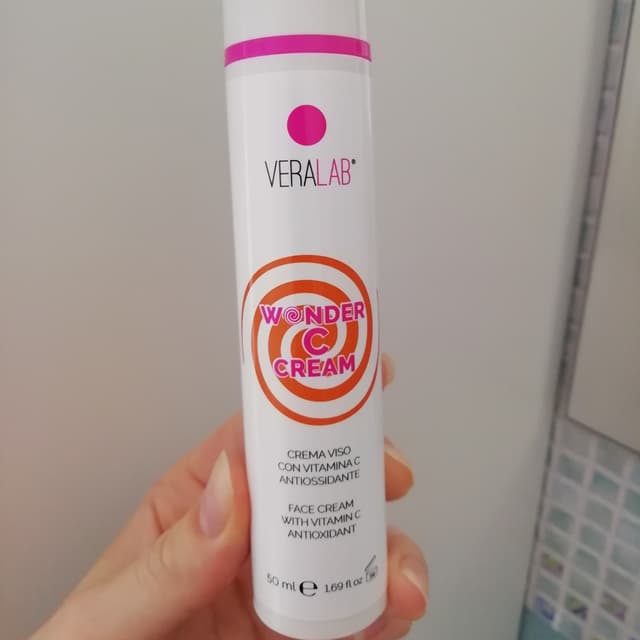 VERALAB®
WONDER
C
CREAM
CREMA VISO
CON VITAMINA C
ANTIOSSIDANTE
FACE CREAM
WITH VITAMIN C
ANTIOXIDANT
50 ml ℮ 1.69 fl oz